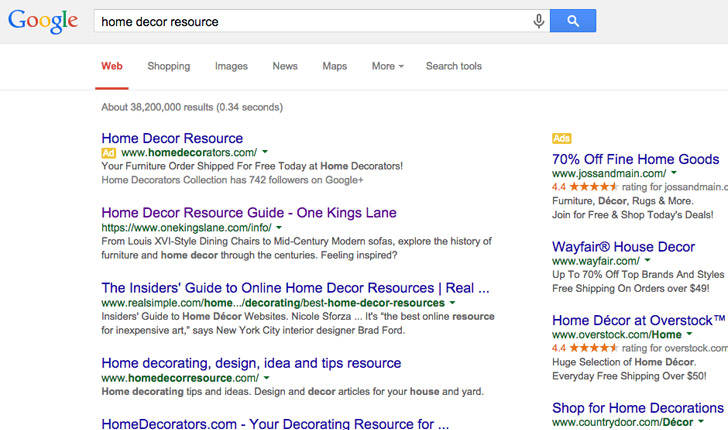 Google
home decor resource
Web Shopping Images News Maps More Search tools
About 38,200,000 results (0.34 seconds)
Home Decor Resource
Ad www.homedecorators.com/
Your Furniture Order Shipped For Free Today at Home Decorators!
Home Decorators Collection has 742 followers on Google+
Home Decor Resource Guide - One Kings Lane
https://www.onekingslane.com/info/
From Louis XVI-Style Dining Chairs to Mid-Century Modern sofas, explore the history of
furniture and home decor through the centuries. Feeling inspired?
The Insiders' Guide to Online Home Decor Resources | Real ...
www.realsimple.com/home.../decorating/best-home-decor-resources
Insiders' Guide to Home Décor Websites. Nicole Sforza ... It's "the best online resource
for inexpensive art," says New York City interior designer Brad Ford.
Home decorating, design, idea and tips resource
www.homedecorresource.com/
Home decorating tips and ideas. Design and decor articles for your house and yard.
HomeDecorators.com - Your Decorating Resource for ...
Ads
70% Off Fine Home Goods
www.jossandmain.com/
4.4 rating for jossandmain.c
Furniture, Décor, Rugs & More.
Join for Free & Shop Today's Deals!
Wayfair® House Decor
www.wayfair.com/
Up To 70% Off Top Brands And Styles
Free Shipping On Orders over $49!
Home Décor at Overstock™
www.overstock.com/Home
4.4 rating for overstock.com
Huge Selection of Home Décor.
Everyday Free Shipping Over $50!
Shop for Home Decorations
www.countrydoor.com/Décor